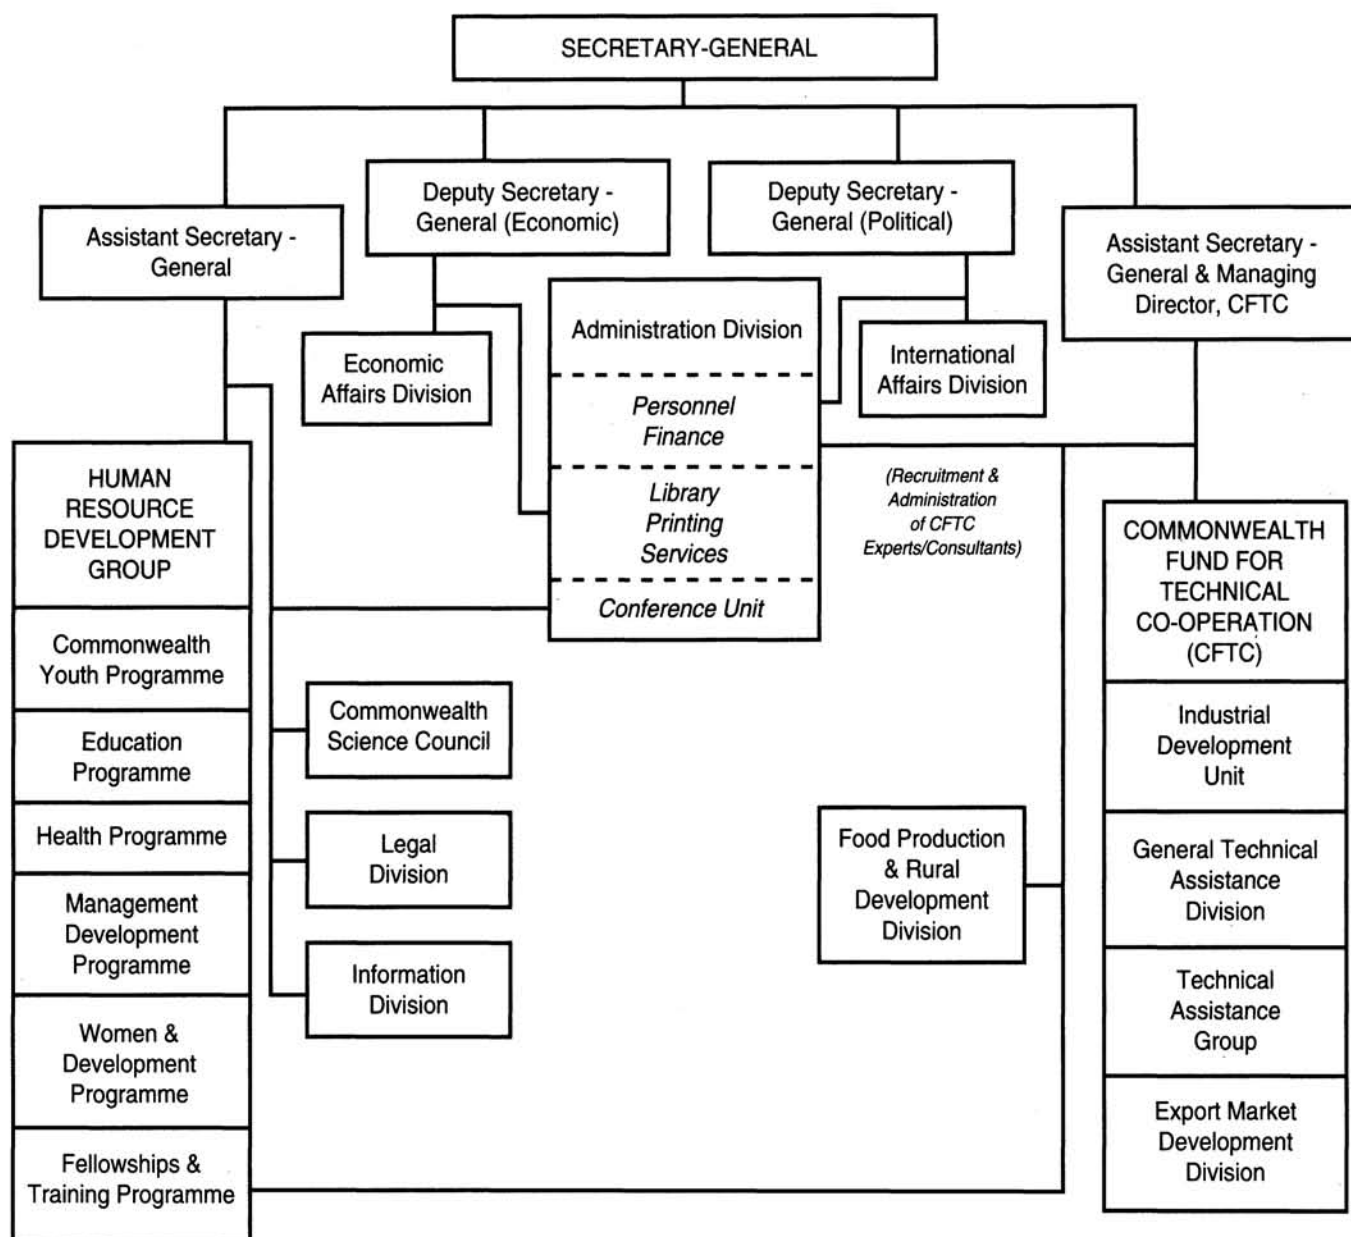 SECRETARY-GENERAL
Assistant Secretary -
General
Deputy Secretary -
General (Economic)
Deputy Secretary -
General (Political)
Assistant Secretary -
General & Managing
Director, CFTC
Economic
Affairs Division
Administration Division
Personnel
Finance
Library
Printing
Services
Conference Unit
International
Affairs Division
(Recruitment &
Administration
of CFTC
Experts/Consultants)
HUMAN
RESOURCE
DEVELOPMENT
GROUP
Commonwealth
Youth Programme
Education
Programme
Health Programme
Management
Development
Programme
Women &
Development
Programme
Fellowships &
Training Programme
Commonwealth
Science Council
Legal
Division
Information
Division
Food Production
& Rural
Development
Division
COMMONWEALTH
FUND FOR
TECHNICAL
CO-OPERATION
(CFTC)
Industrial
Development
Unit
General Technical
Assistance
Division
Technical
Assistance
Group
Export Market
Development
Division